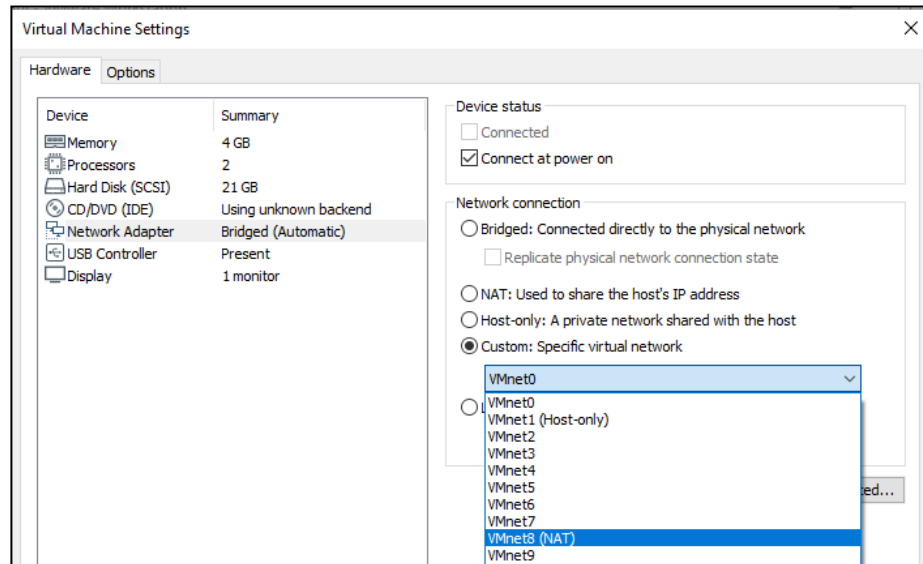 Virtual Machine Settings
Hardware Options
Device Summary
Memory 4 GB
Processors 2
Hard Disk (SCSI) 21 GB
CD/DVD (IDE) Using unknown backend
Network Adapter Bridged (Automatic)
USB Controller Present
Display 1 monitor
Device status
Connected
Connect at power on
Network connection
Bridged: Connected directly to the physical network
Replicate physical network connection state
NAT: Used to share the host's IP address
Host-only: A private network shared with the host
Custom: Specific virtual network
VMnet0
VMnet0
VMnet1 (Host-only)
VMnet2
VMnet3
VMnet4
VMnet5
VMnet6
VMnet7
VMnet8 (NAT)
VMnet9